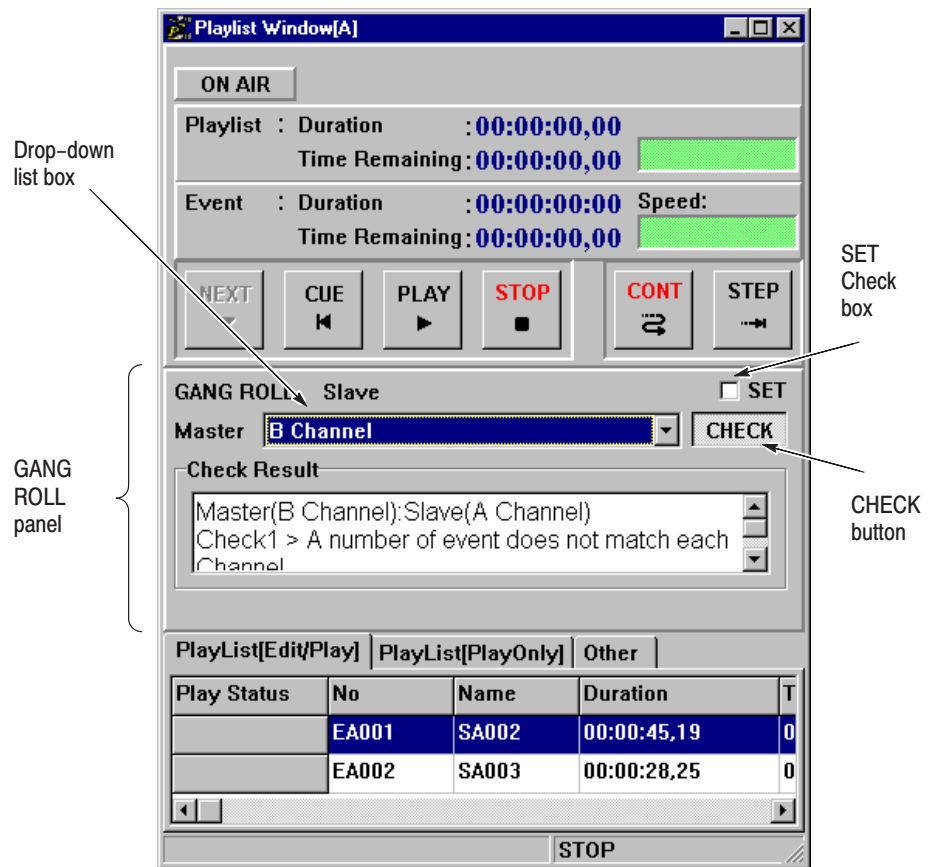 Playlist Window[A]
ON AIR
Playlist : Duration :00:00:00,00
Time Remaining:00:00:00,00
Event : Duration :00:00:00:00 Speed:
Time Remaining:00:00:00,00
NEXT CUE PLAY STOP CONT STEP
GANG ROLL Slave SET
Master B Channel CHECK
Check Result
Master(B Channel):Slave(A Channel)
Check1 > A number of event does not match each
Channel
PlayList[Edit/Play] PlayList[PlayOnly] Other
Play Status No Name Duration T
EA001 SA002 00:00:45,19 0
EA002 SA003 00:00:28,25 0
STOP
Drop–down
list box
GANG
ROLL
panel
SET
Check
box
CHECK
button